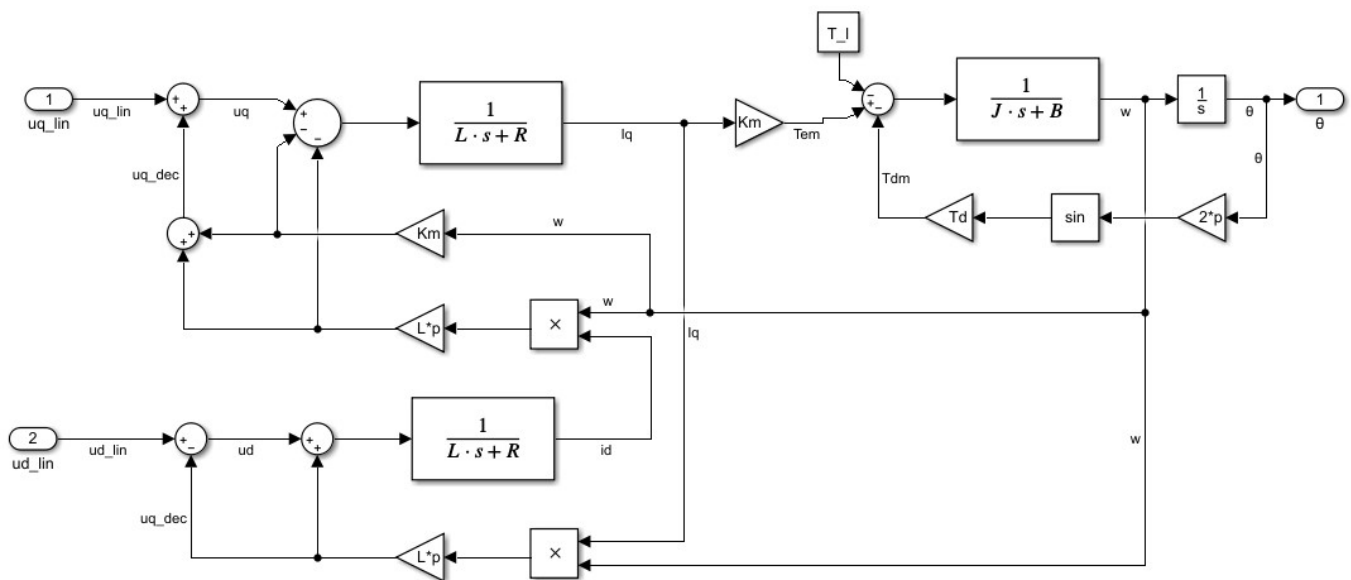 T_l
1
uq_lin
uq_lin
+
+
uq
+
−
−
1
L · s + R
Iq
Km
Tem
−
+
−
1
J · s + B
w
1
s
θ
θ
1
θ
uq_dec
Tdm
Td
sin
2*p
+
+
Km
w
L*p
×
w
Iq
2
ud_lin
ud_lin
+
−
ud
+
+
1
L · s + R
id
w
uq_dec
L*p
×